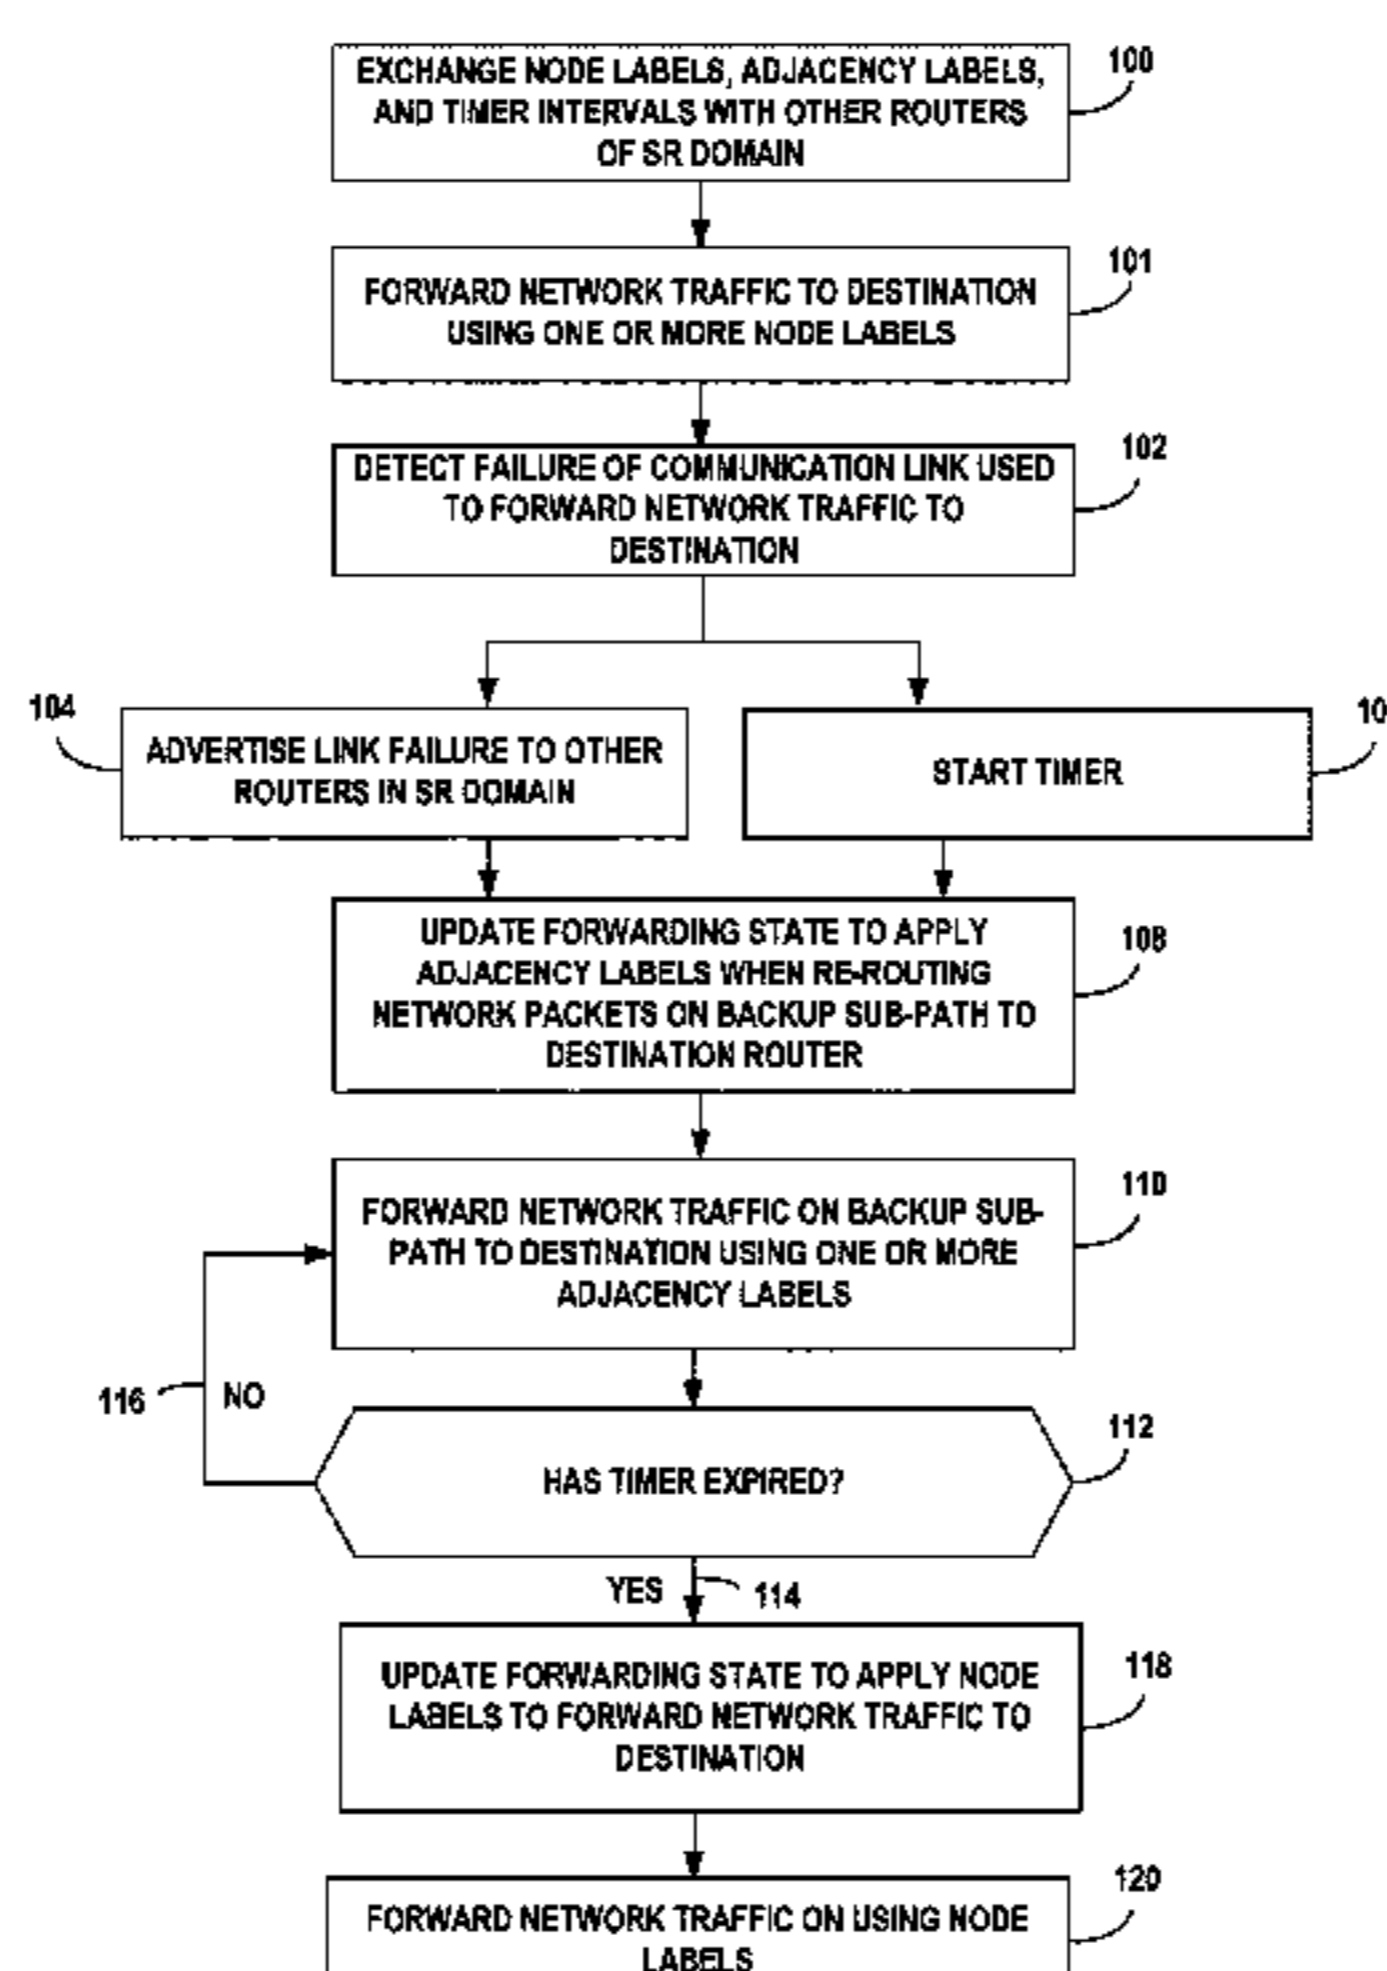 100
EXCHANGE NODE LABELS, ADJACENCY LABELS,
AND TIMER INTERVALS WITH OTHER ROUTERS
OF SR DOMAIN
101
FORWARD NETWORK TRAFFIC TO DESTINATION
USING ONE OR MORE NODE LABELS
102
DETECT FAILURE OF COMMUNICATION LINK USED
TO FORWARD NETWORK TRAFFIC TO
DESTINATION
104
ADVERTISE LINK FAILURE TO OTHER
ROUTERS IN SR DOMAIN
10
START TIMER
108
UPDATE FORWARDING STATE TO APPLY
ADJACENCY LABELS WHEN RE-ROUTING
NETWORK PACKETS ON BACKUP SUB-PATH TO
DESTINATION ROUTER
110
FORWARD NETWORK TRAFFIC ON BACKUP SUB-
PATH TO DESTINATION USING ONE OR MORE
ADJACENCY LABELS
116
NO
112
HAS TIMER EXPIRED?
YES
114
118
UPDATE FORWARDING STATE TO APPLY NODE
LABELS TO FORWARD NETWORK TRAFFIC TO
DESTINATION
120
FORWARD NETWORK TRAFFIC ON USING NODE
LABELS